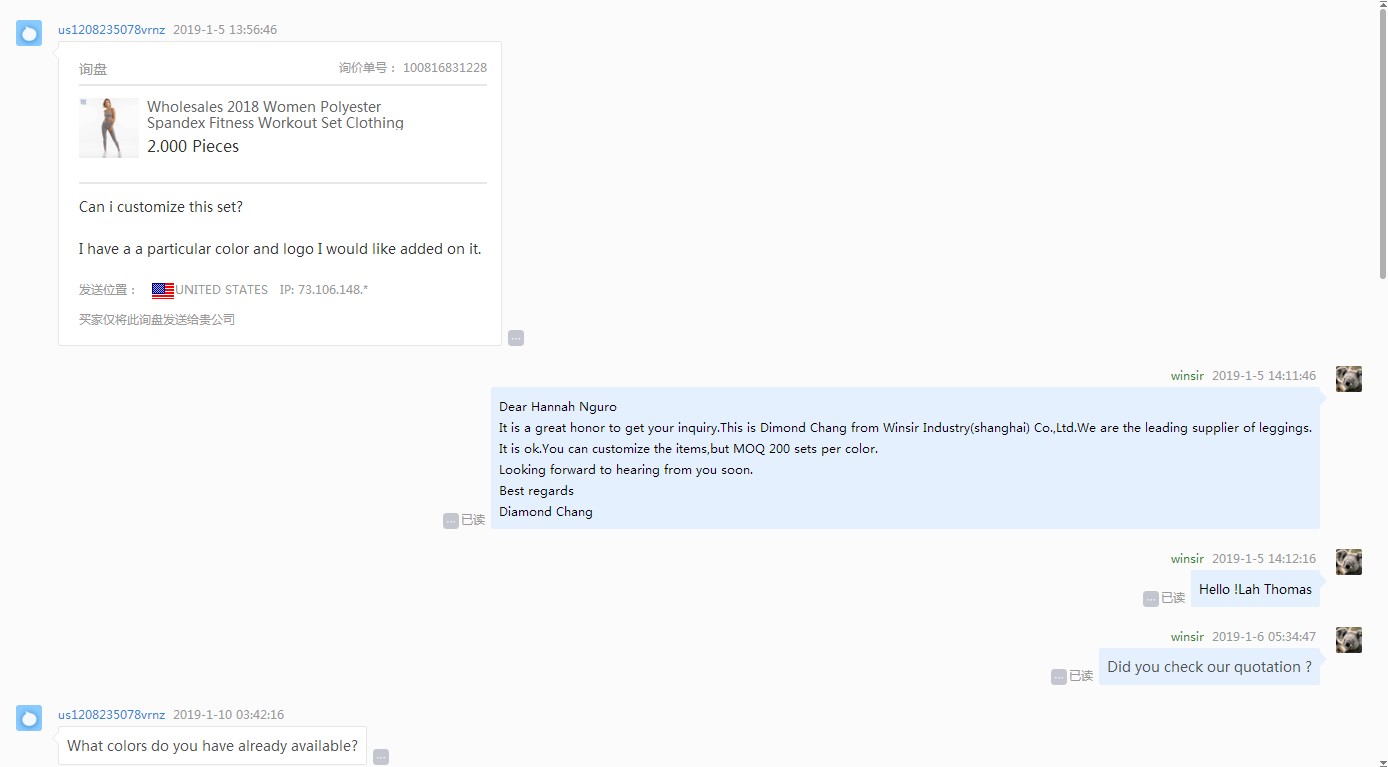 us1208235078vrnz 2019-1-5 13:56:46
询盘 询价单号： 100816831228
Wholesales 2018 Women Polyester
Spandex Fitness Workout Set Clothing
2.000 Pieces
Can i customize this set?
I have a a particular color and logo I would like added on it.
发送位置： UNITED STATES IP: 73.106.148.*
买家仅将此询盘发送给贵公司
winsir 2019-1-5 14:11:46
Dear Hannah Nguro
It is a great honor to get your inquiry.This is Dimond Chang from Winsir Industry(shanghai) Co.,Ltd.We are the leading supplier of leggings.
It is ok.You can customize the items,but MOQ 200 sets per color.
Looking forward to hearing from you soon.
Best regards
Diamond Chang
已读
winsir 2019-1-5 14:12:16
Hello !Lah Thomas
已读
winsir 2019-1-6 05:34:47
Did you check our quotation ?
已读
us1208235078vrnz 2019-1-10 03:42:16
What colors do you have already available?